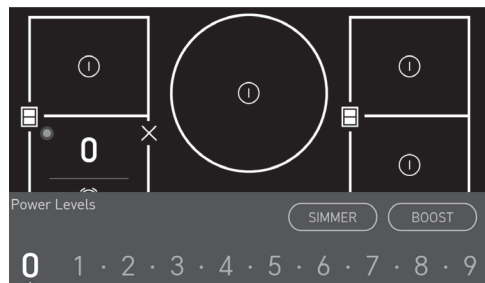 0
Power Levels
SIMMER
BOOST
0 1 · 2 · 3 · 4 · 5 · 6 · 7 · 8 · 9